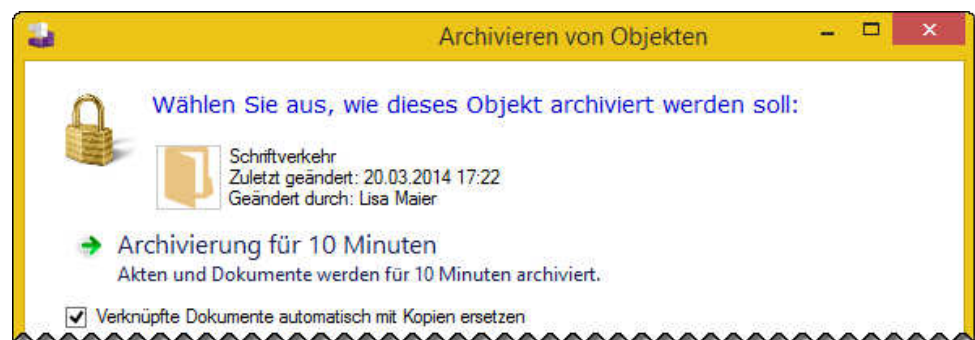 Archivieren von Objekten
Wählen Sie aus, wie dieses Objekt archiviert werden soll:
Schriftverkehr
Zuletzt geändert: 20.03.2014 17:22
Geändert durch: Lisa Maier
Archivierung für 10 Minuten
Akten und Dokumente werden für 10 Minuten archiviert.
Verknüpfte Dokumente automatisch mit Kopien ersetzen